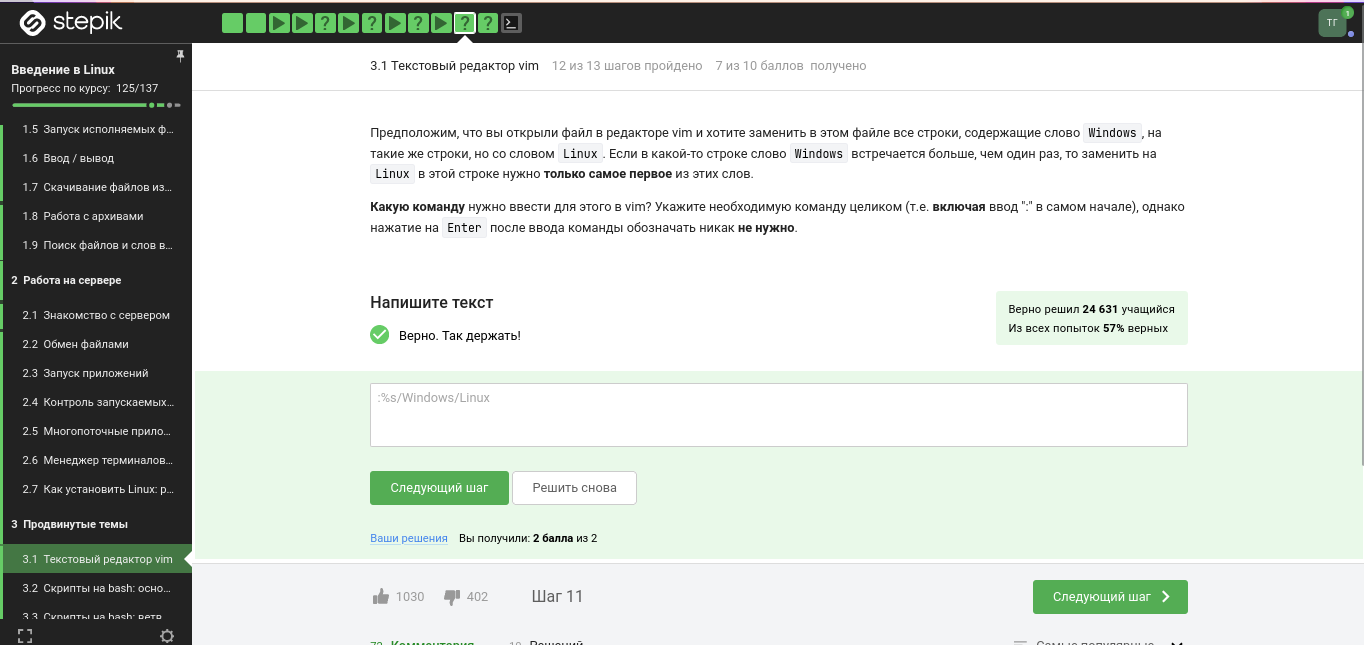 stepik
ТГ
1
Введение в Linux
Прогресс по курсу: 125/137
1.5 Запуск исполняемых ф...
1.6 Ввод / вывод
1.7 Скачивание файлов из...
1.8 Работа с архивами
1.9 Поиск файлов и слов в...
2 Работа на сервере
2.1 Знакомство с сервером
2.2 Обмен файлами
2.3 Запуск приложений
2.4 Контроль запускаемых...
2.5 Многопоточные прило...
2.6 Менеджер терминалов...
2.7 Как установить Linux: р...
3 Продвинутые темы
3.1 Текстовый редактор vim
3.2 Скрипты на bash: осно...
3.3 Скрипты на bash: ветв...
3.1 Текстовый редактор vim 12 из 13 шагов пройдено 7 из 10 баллов получено
Предположим, что вы открыли файл в редакторе vim и хотите заменить в этом файле все строки, содержащие слово Windows, на
такие же строки, но со словом Linux. Если в какой-то строке слово Windows встречается больше, чем один раз, то заменить на
Linux в этой строке нужно только самое первое из этих слов.
Какую команду нужно ввести для этого в vim? Укажите необходимую команду целиком (т.е. включая ввод ":" в самом начале), однако
нажатие на Enter после ввода команды обозначать никак не нужно.
Напишите текст
Верно. Так держать!
Верно решил 24 631 учащийся
Из всех попыток 57% верных
:%s/Windows/Linux
Следующий шаг Решить снова
Ваши решения Вы получили: 2 балла из 2
1030 402 Шаг 11 Следующий шаг
Комментария Решений Самые популярные